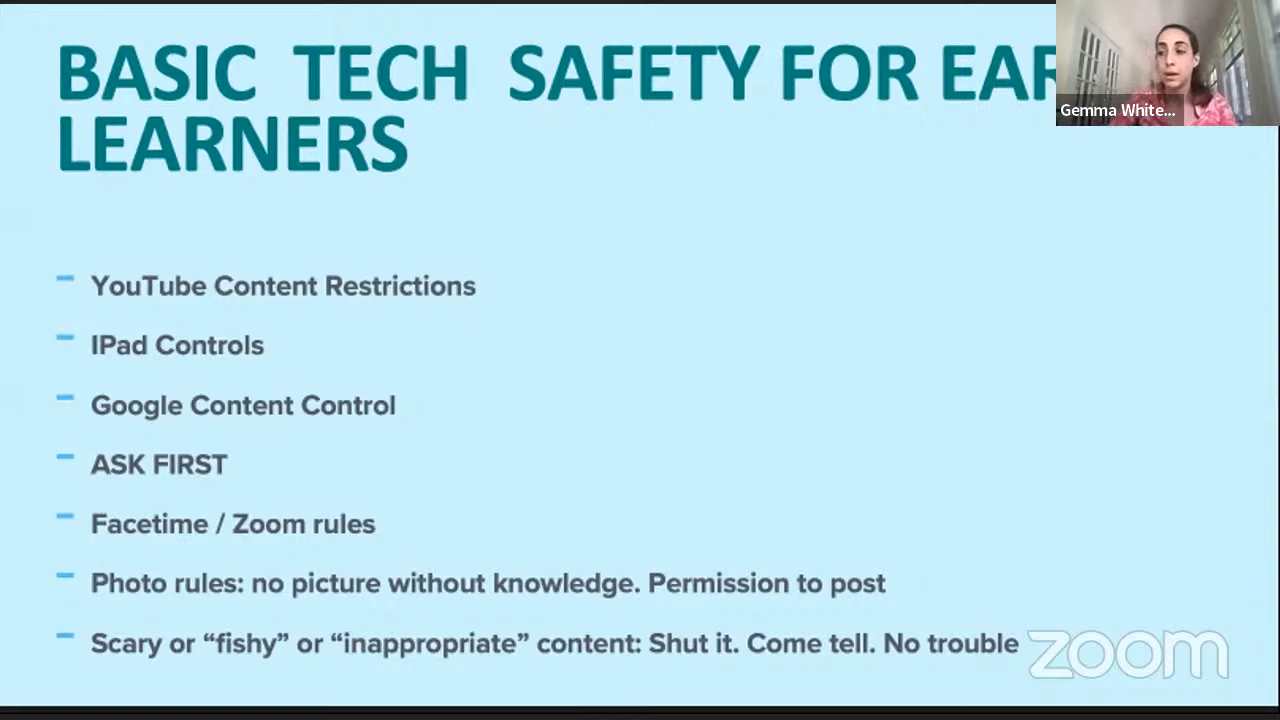 BASIC TECH SAFETY FOR
LEARNERS
Gemma White...
YouTube Content Restrictions
IPad Controls
Google Content Control
ASK FIRST
Facetime / Zoom rules
Photo rules: no picture without knowledge. Permission to post
Scary or “fishy” or “inappropriate” content: Shut it. Come tell. No trouble
zoom